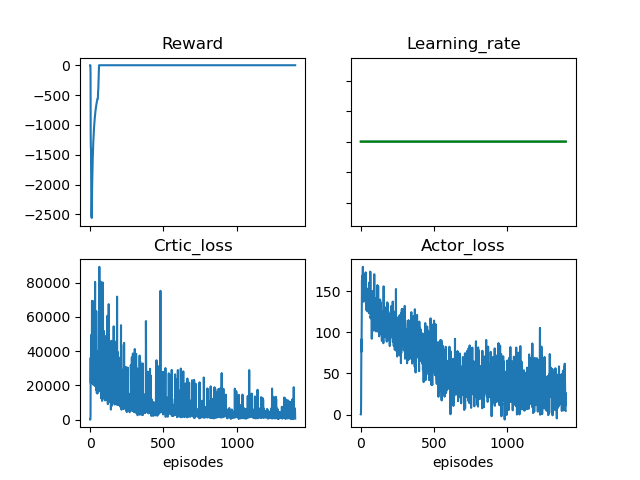 Reward
Learning_rate
0
−500
−1000
−1500
−2000
−2500
Crtic_loss
Actor_loss
80000
60000
40000
20000
0
150
100
50
0
0 500 1000
0 500 1000
episodes
episodes